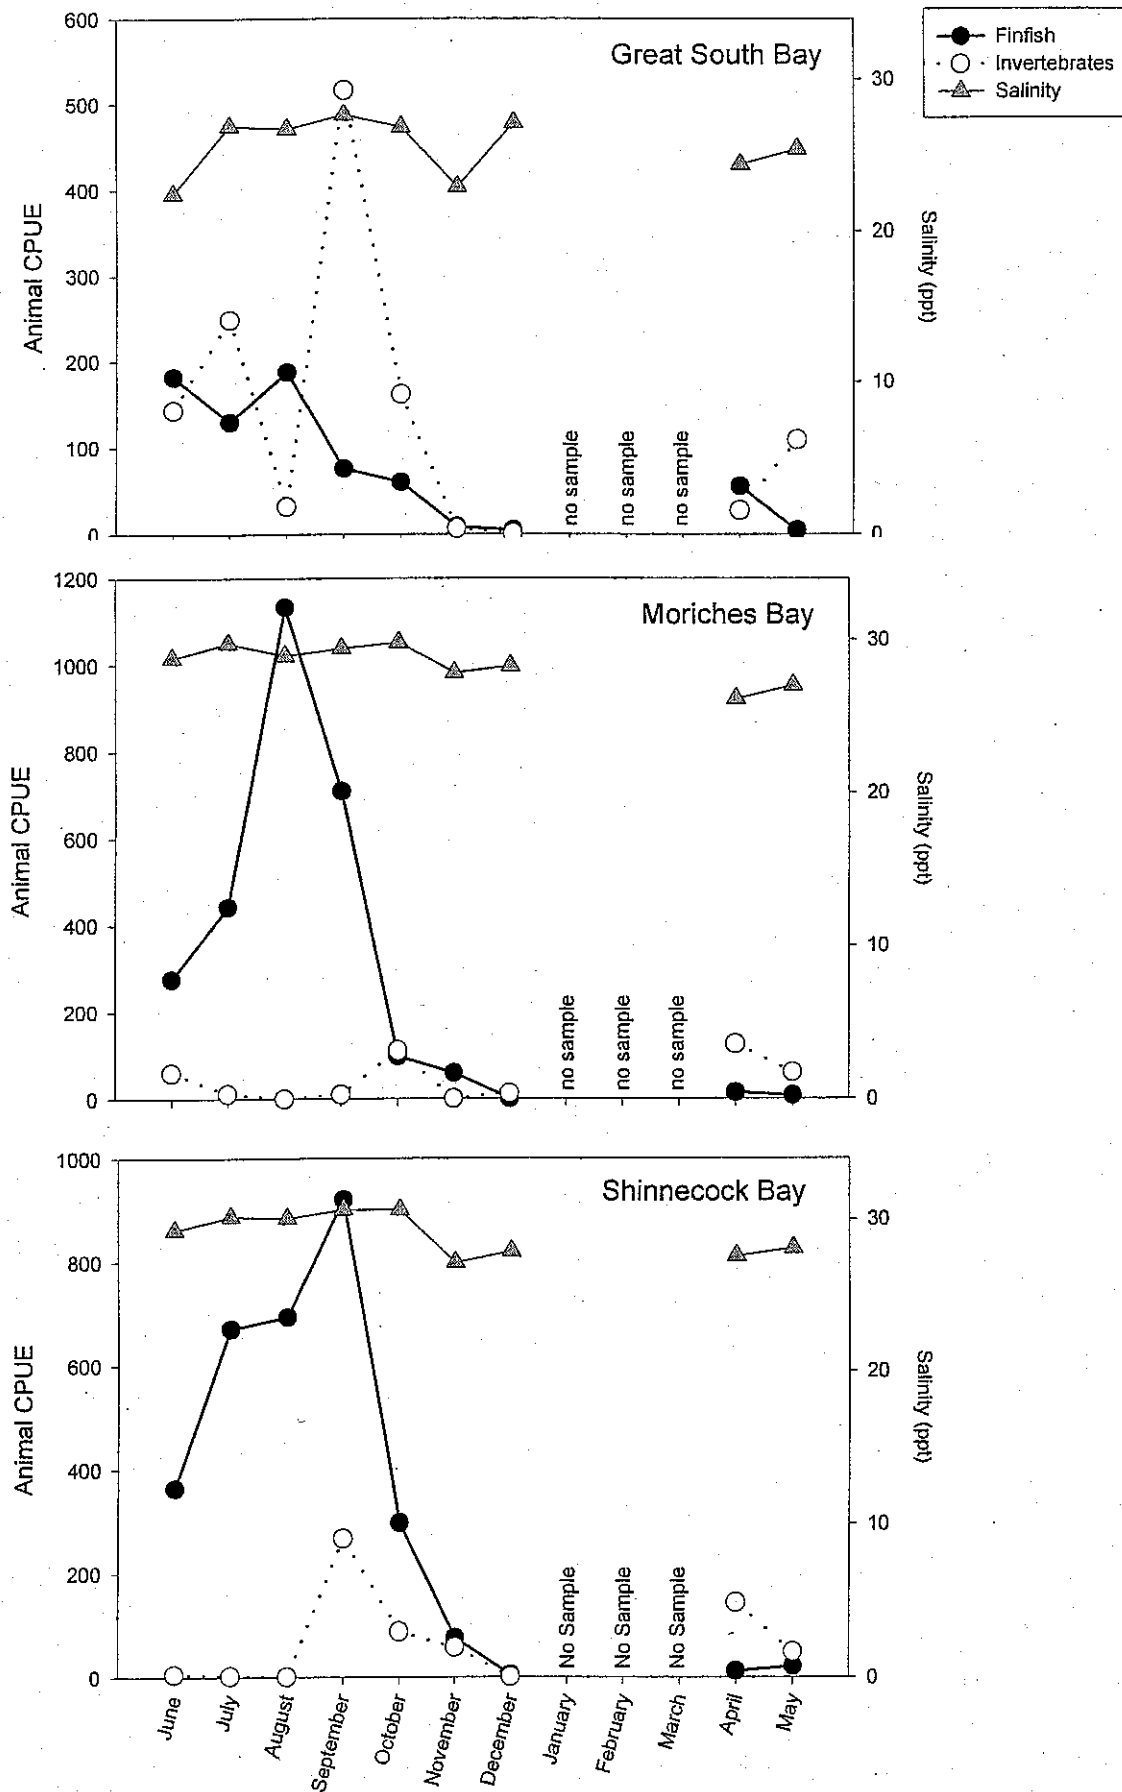 Great South Bay
Finfish
Invertebrates
Salinity
600
500
400
300
200
100
0
Animal CPUE
30
20
10
0
Salinity (ppt)
no sample
no sample
no sample
Moriches Bay
1200
1000
800
600
400
200
0
Animal CPUE
30
20
10
0
Salinity (ppt)
no sample
no sample
no sample
Shinnecock Bay
1000
800
600
400
200
0
Animal CPUE
30
20
10
0
Salinity (ppt)
No Sample
No Sample
No Sample
June
July
August
September
October
November
December
January
February
March
April
May